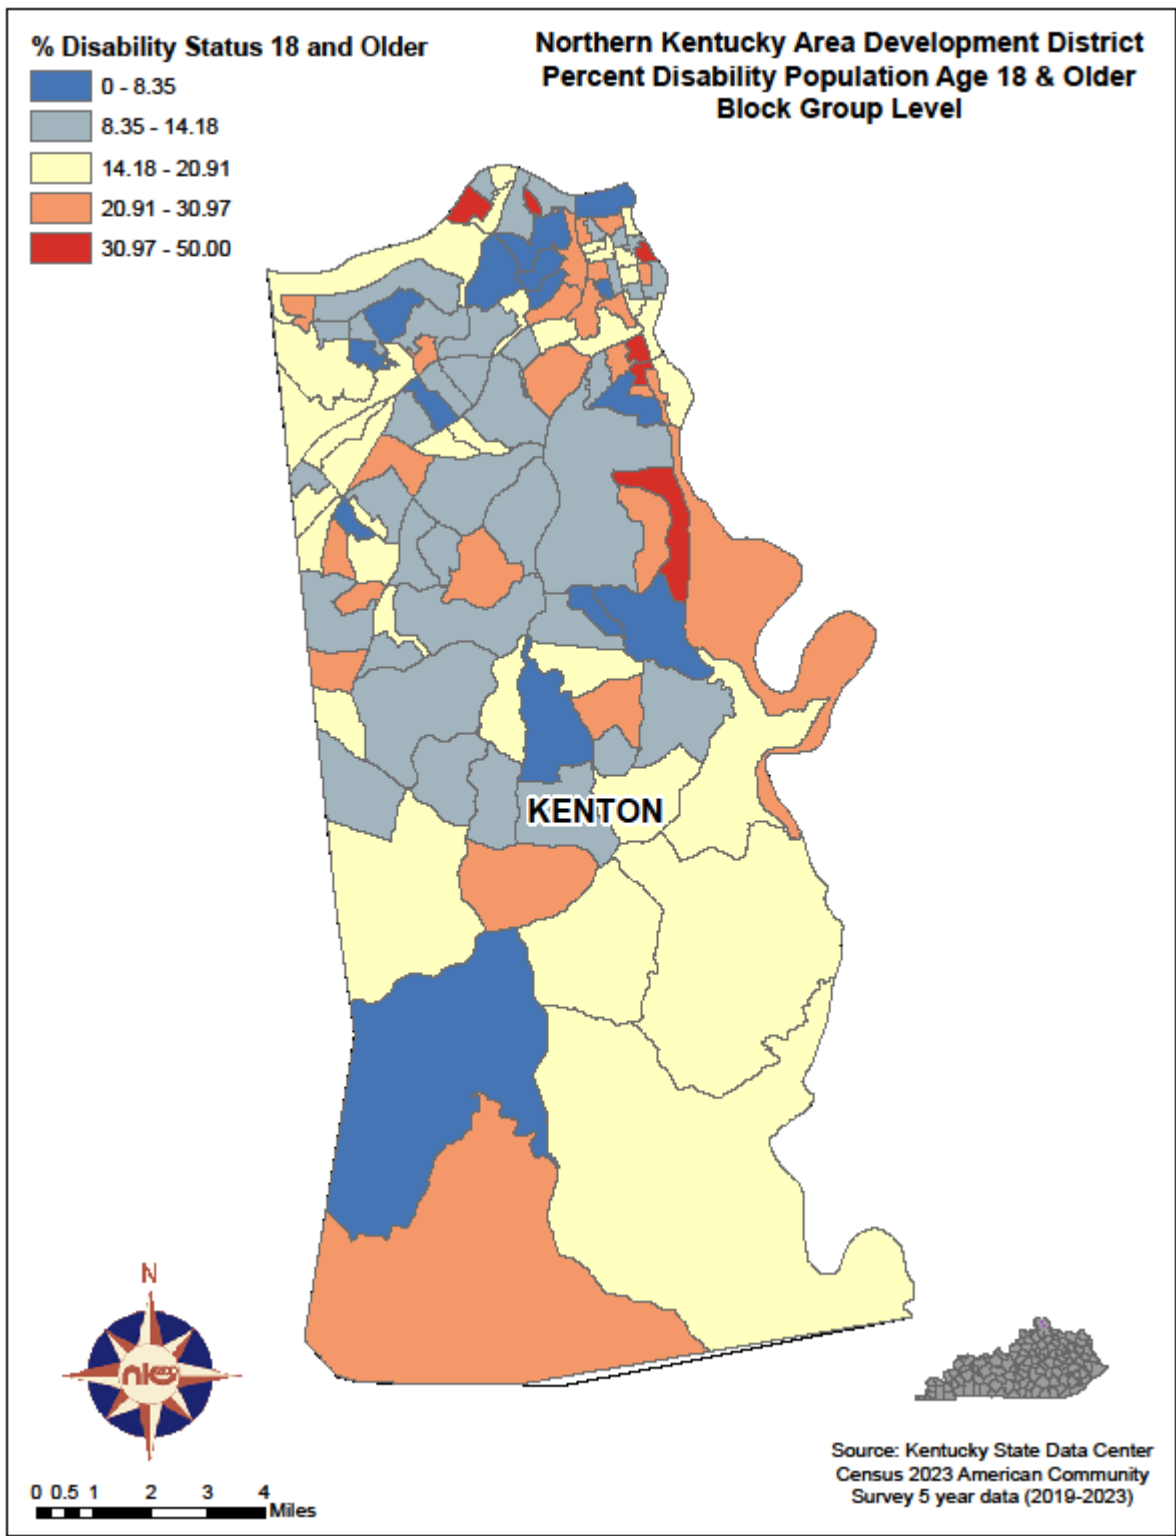 % Disability Status 18 and Older
0 - 8.35
8.35 - 14.18
14.18 - 20.91
20.91 - 30.97
30.97 - 50.00
Northern Kentucky Area Development District
Percent Disability Population Age 18 & Older
Block Group Level
KENTON
N
0 0.5 1 2 3 4
Miles
Source: Kentucky State Data Center
Census 2023 American Community
Survey 5 year data (2019-2023)